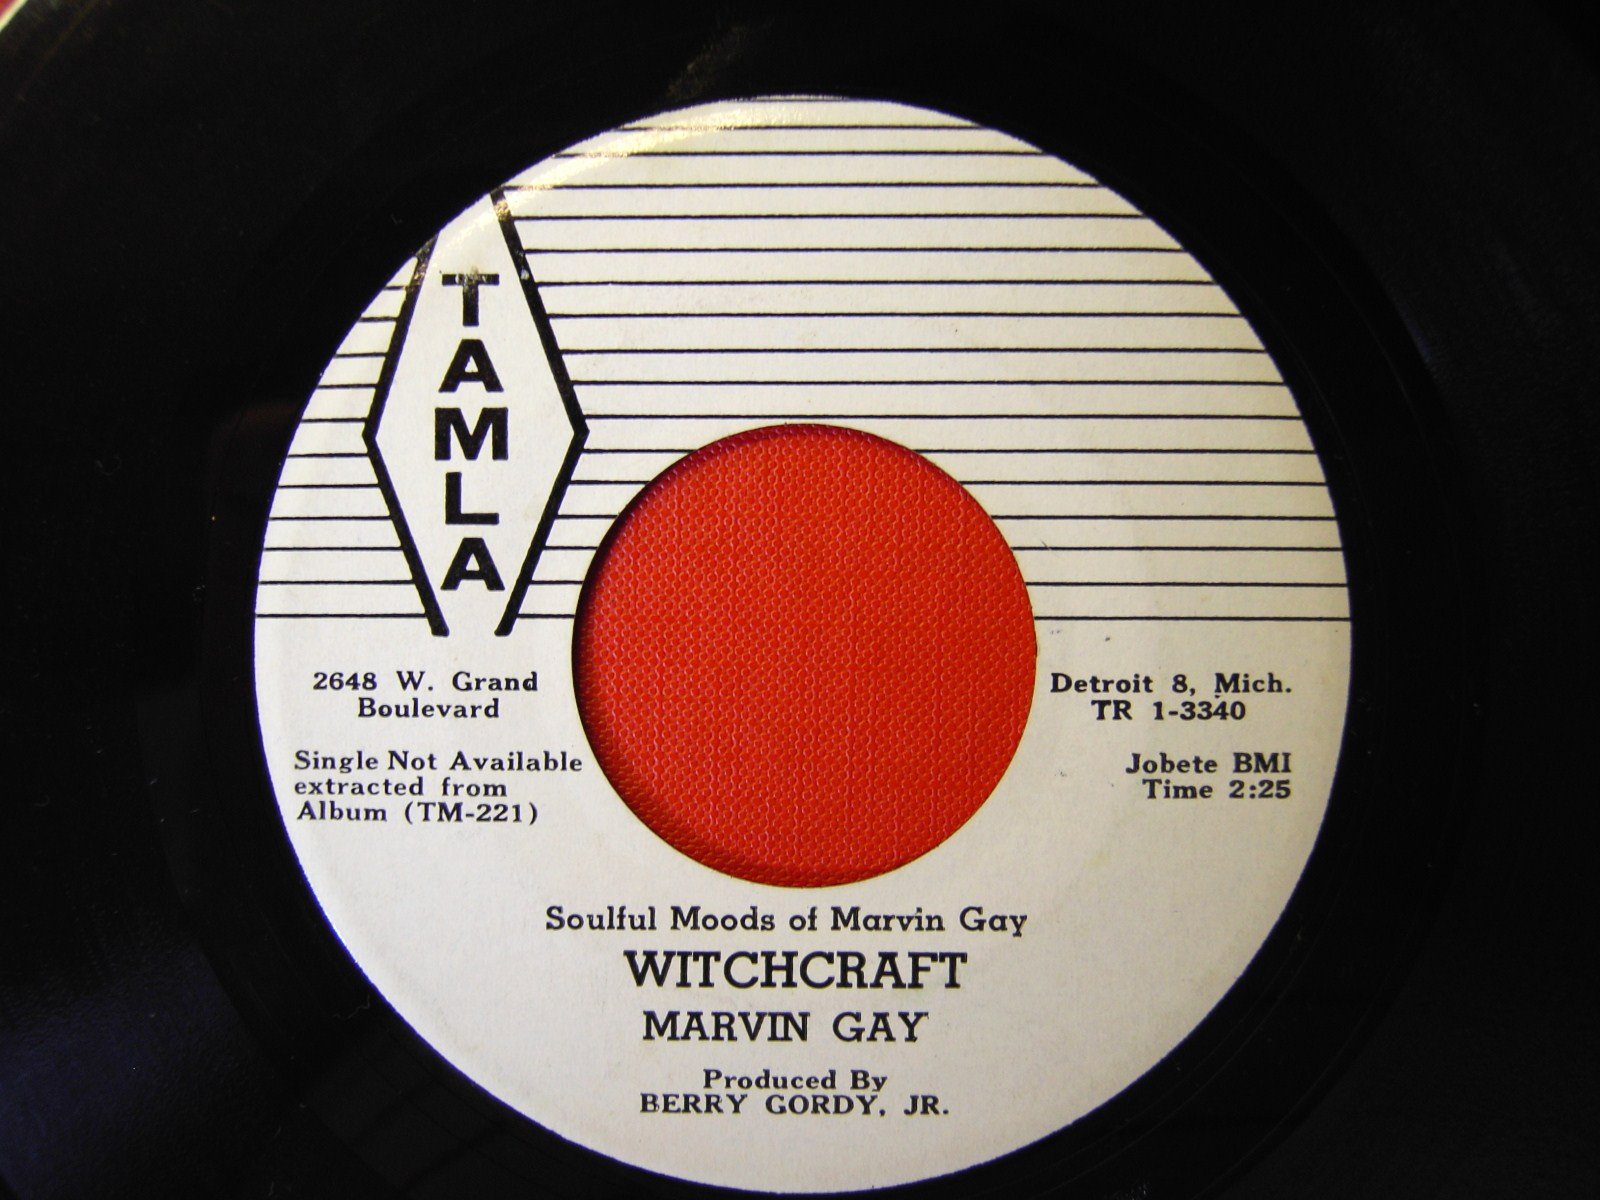 TAMLA
2648 W. Grand
Boulevard
Detroit 8, Mich.
TR 1-3340
Single Not Available
extracted from
Album (TM-221)
Jobete BMI
Time 2:25
Soulful Moods of Marvin Gay
WITCHCRAFT
MARVIN GAY
Produced By
BERRY GORDY, JR.